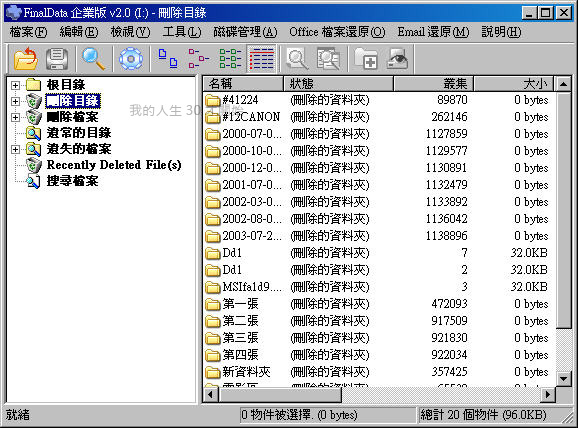 FinalData 企業版 v2.0 (I:) - 刪除目錄
檔案(F) 編輯(E) 檢視(V) 工具(L) 磁碟管理(A) Office 檔案還原(O) Email 還原(M) 說明(H)
根目錄
刪除目錄
刪除檔案
遺常的目錄
遺失的檔案
Recently Deleted File(s)
搜尋檔案
我的人生 30
名稱 狀態 叢集 大小
#41224 (刪除的資料夾) 89870 0 bytes
#12CANON (刪除的資料夾) 262146 0 bytes
2000-07-0... (刪除的資料夾) 1127859 0 bytes
2000-10-0... (刪除的資料夾) 1129577 0 bytes
2000-12-0... (刪除的資料夾) 1130891 0 bytes
2001-07-0... (刪除的資料夾) 1132479 0 bytes
2002-03-0... (刪除的資料夾) 1133892 0 bytes
2002-08-0... (刪除的資料夾) 1136042 0 bytes
2003-07-2... (刪除的資料夾) 1138896 0 bytes
Dd1 (刪除的資料夾) 7 32.0KB
Dd1 (刪除的資料夾) 2 32.0KB
MSIfa1d9.... (刪除的資料夾) 3 32.0KB
第一張 (刪除的資料夾) 472093 0 bytes
第二張 (刪除的資料夾) 917509 0 bytes
第三張 (刪除的資料夾) 921830 0 bytes
第四張 (刪除的資料夾) 922034 0 bytes
新資料夾 (刪除的資料夾) 357425 0 bytes
電影區 (刪除的資料夾) 65539 0 bytes
就緒 0 物件被選擇. (0 bytes) 總計 20 個物件 (96.0KB)